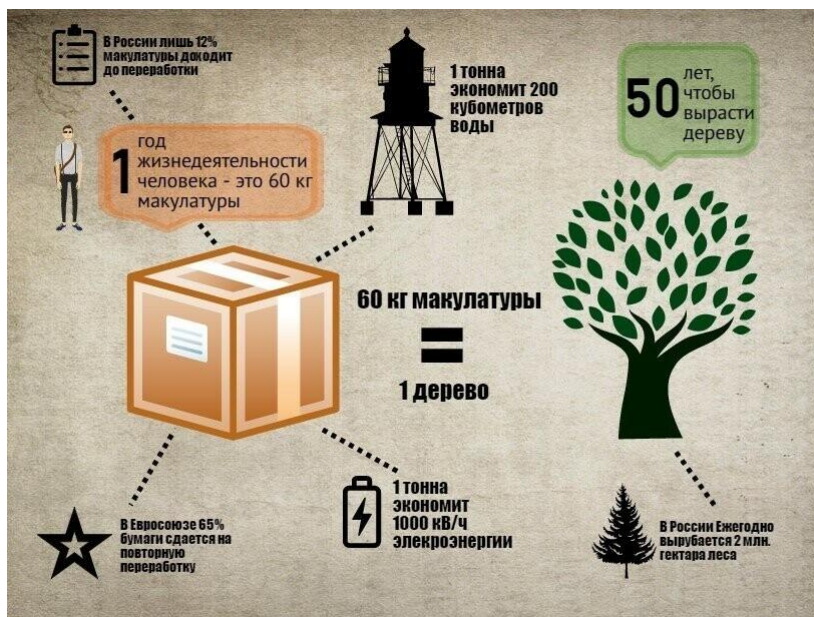 В России лишь 12%
макулатуры доходит
до переработки
1 тонна
экономит 200
кубометров
воды
50 лет,
чтобы
вырасти
дереву
1 год
жизнедеятельности
человека - это 60 кг
макулатуры
60 кг макулатуры
=
1 дерево
В Евросоюзе 65%
бумаги сдается на
повторную
переработку
1 тонна
экономит
1000 кВ/ч
элекроэнергии
В России Ежегодно
вырубается 2 млн.
гектара леса